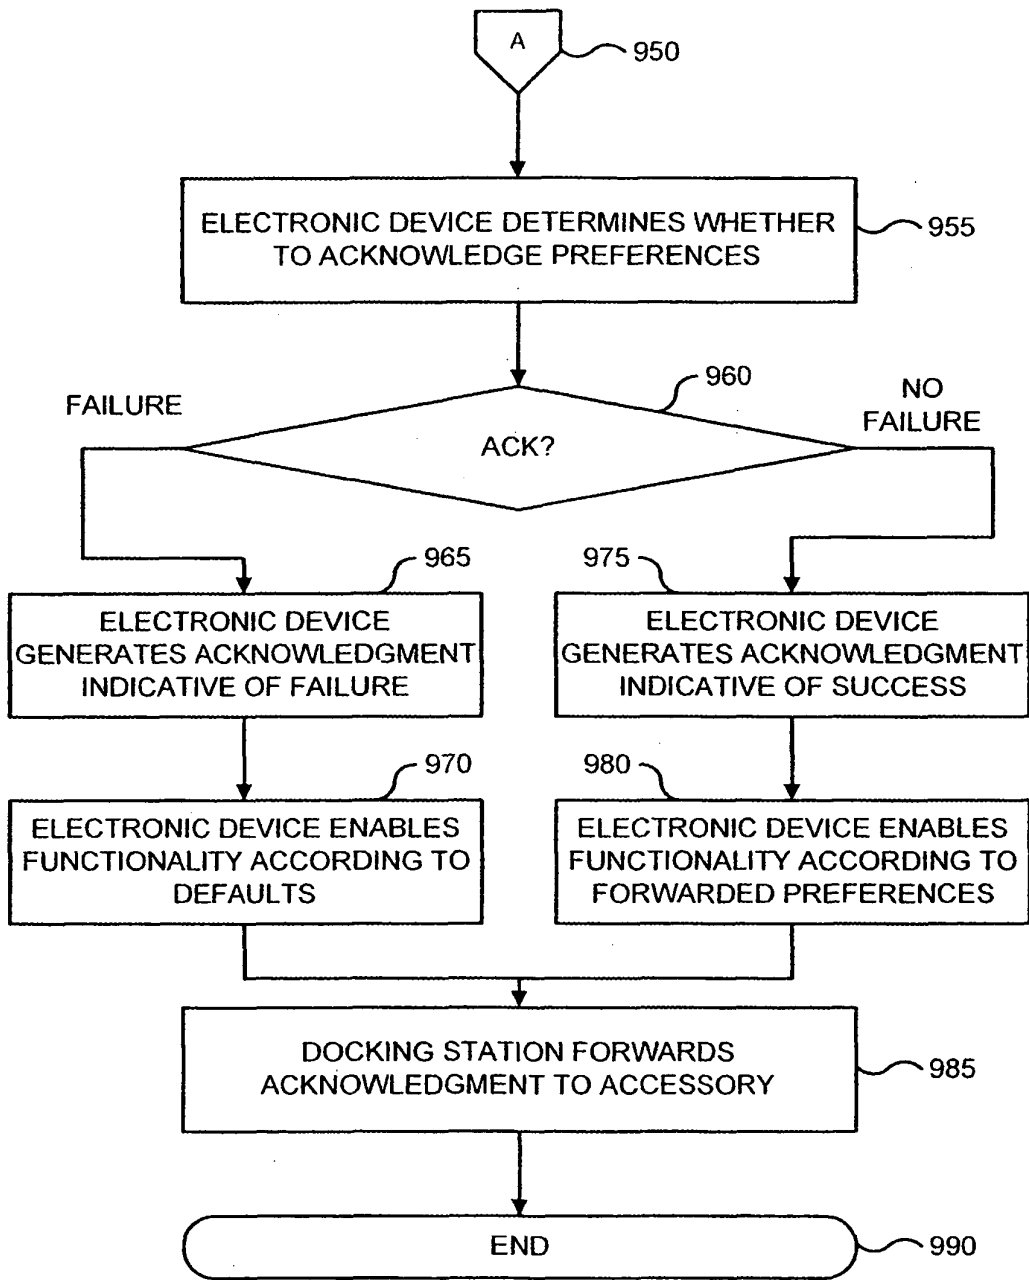 A
950
ELECTRONIC DEVICE DETERMINES WHETHER
TO ACKNOWLEDGE PREFERENCES
955
960
FAILURE
NO
FAILURE
ACK?
965
975
ELECTRONIC DEVICE
GENERATES ACKNOWLEDGMENT
INDICATIVE OF FAILURE
ELECTRONIC DEVICE
GENERATES ACKNOWLEDGMENT
INDICATIVE OF SUCCESS
970
980
ELECTRONIC DEVICE ENABLES
FUNCTIONALITY ACCORDING TO
DEFAULTS
ELECTRONIC DEVICE ENABLES
FUNCTIONALITY ACCORDING TO
FORWARDED PREFERENCES
DOCKING STATION FORWARDS
ACKNOWLEDGMENT TO ACCESSORY
985
END
990